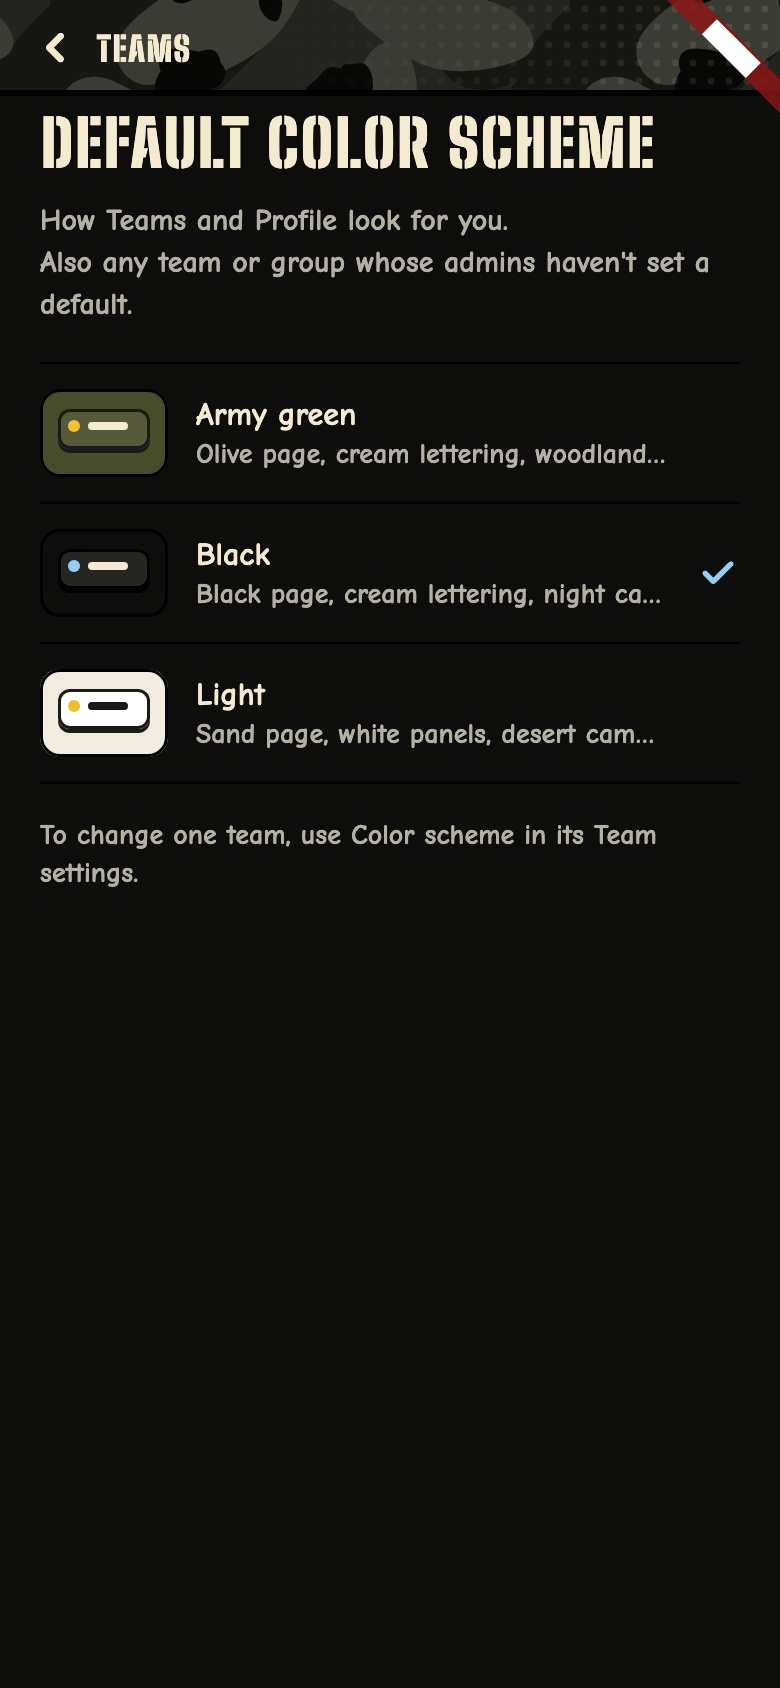 TEAMS
DEFAULT COLOR SCHEME
How Teams and Profile look for you.
Also any team or group whose admins haven't set a
default.
Army green
Olive page, cream lettering, woodland...
Black
Black page, cream lettering, night ca...
Light
Sand page, white panels, desert cam...
To change one team, use Color scheme in its Team
settings.